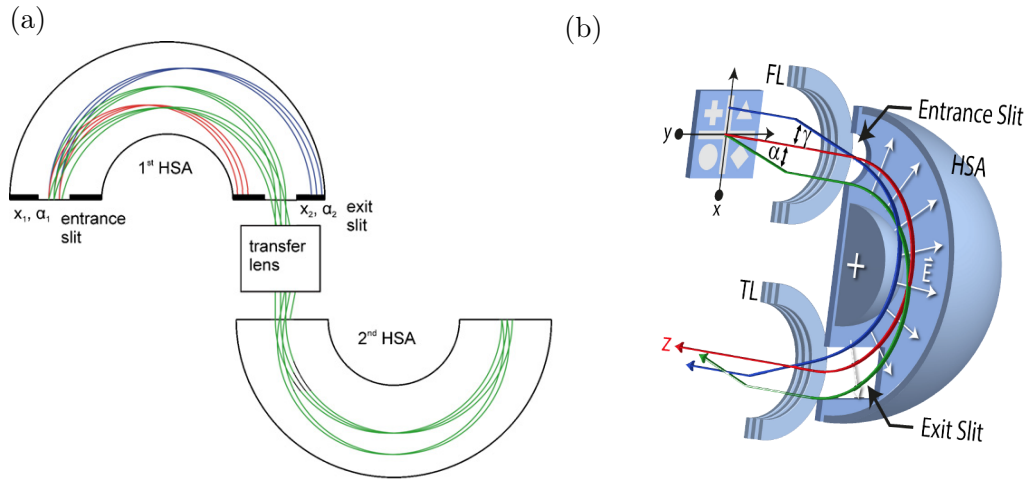 (a)
1st HSA
x1, α1
entrance
slit
x2, α2
exit
slit
transfer
lens
2nd HSA
(b)
FL
Entrance Slit
HSA
y
γ
α
x
+
E⃗
TL
z
Exit Slit